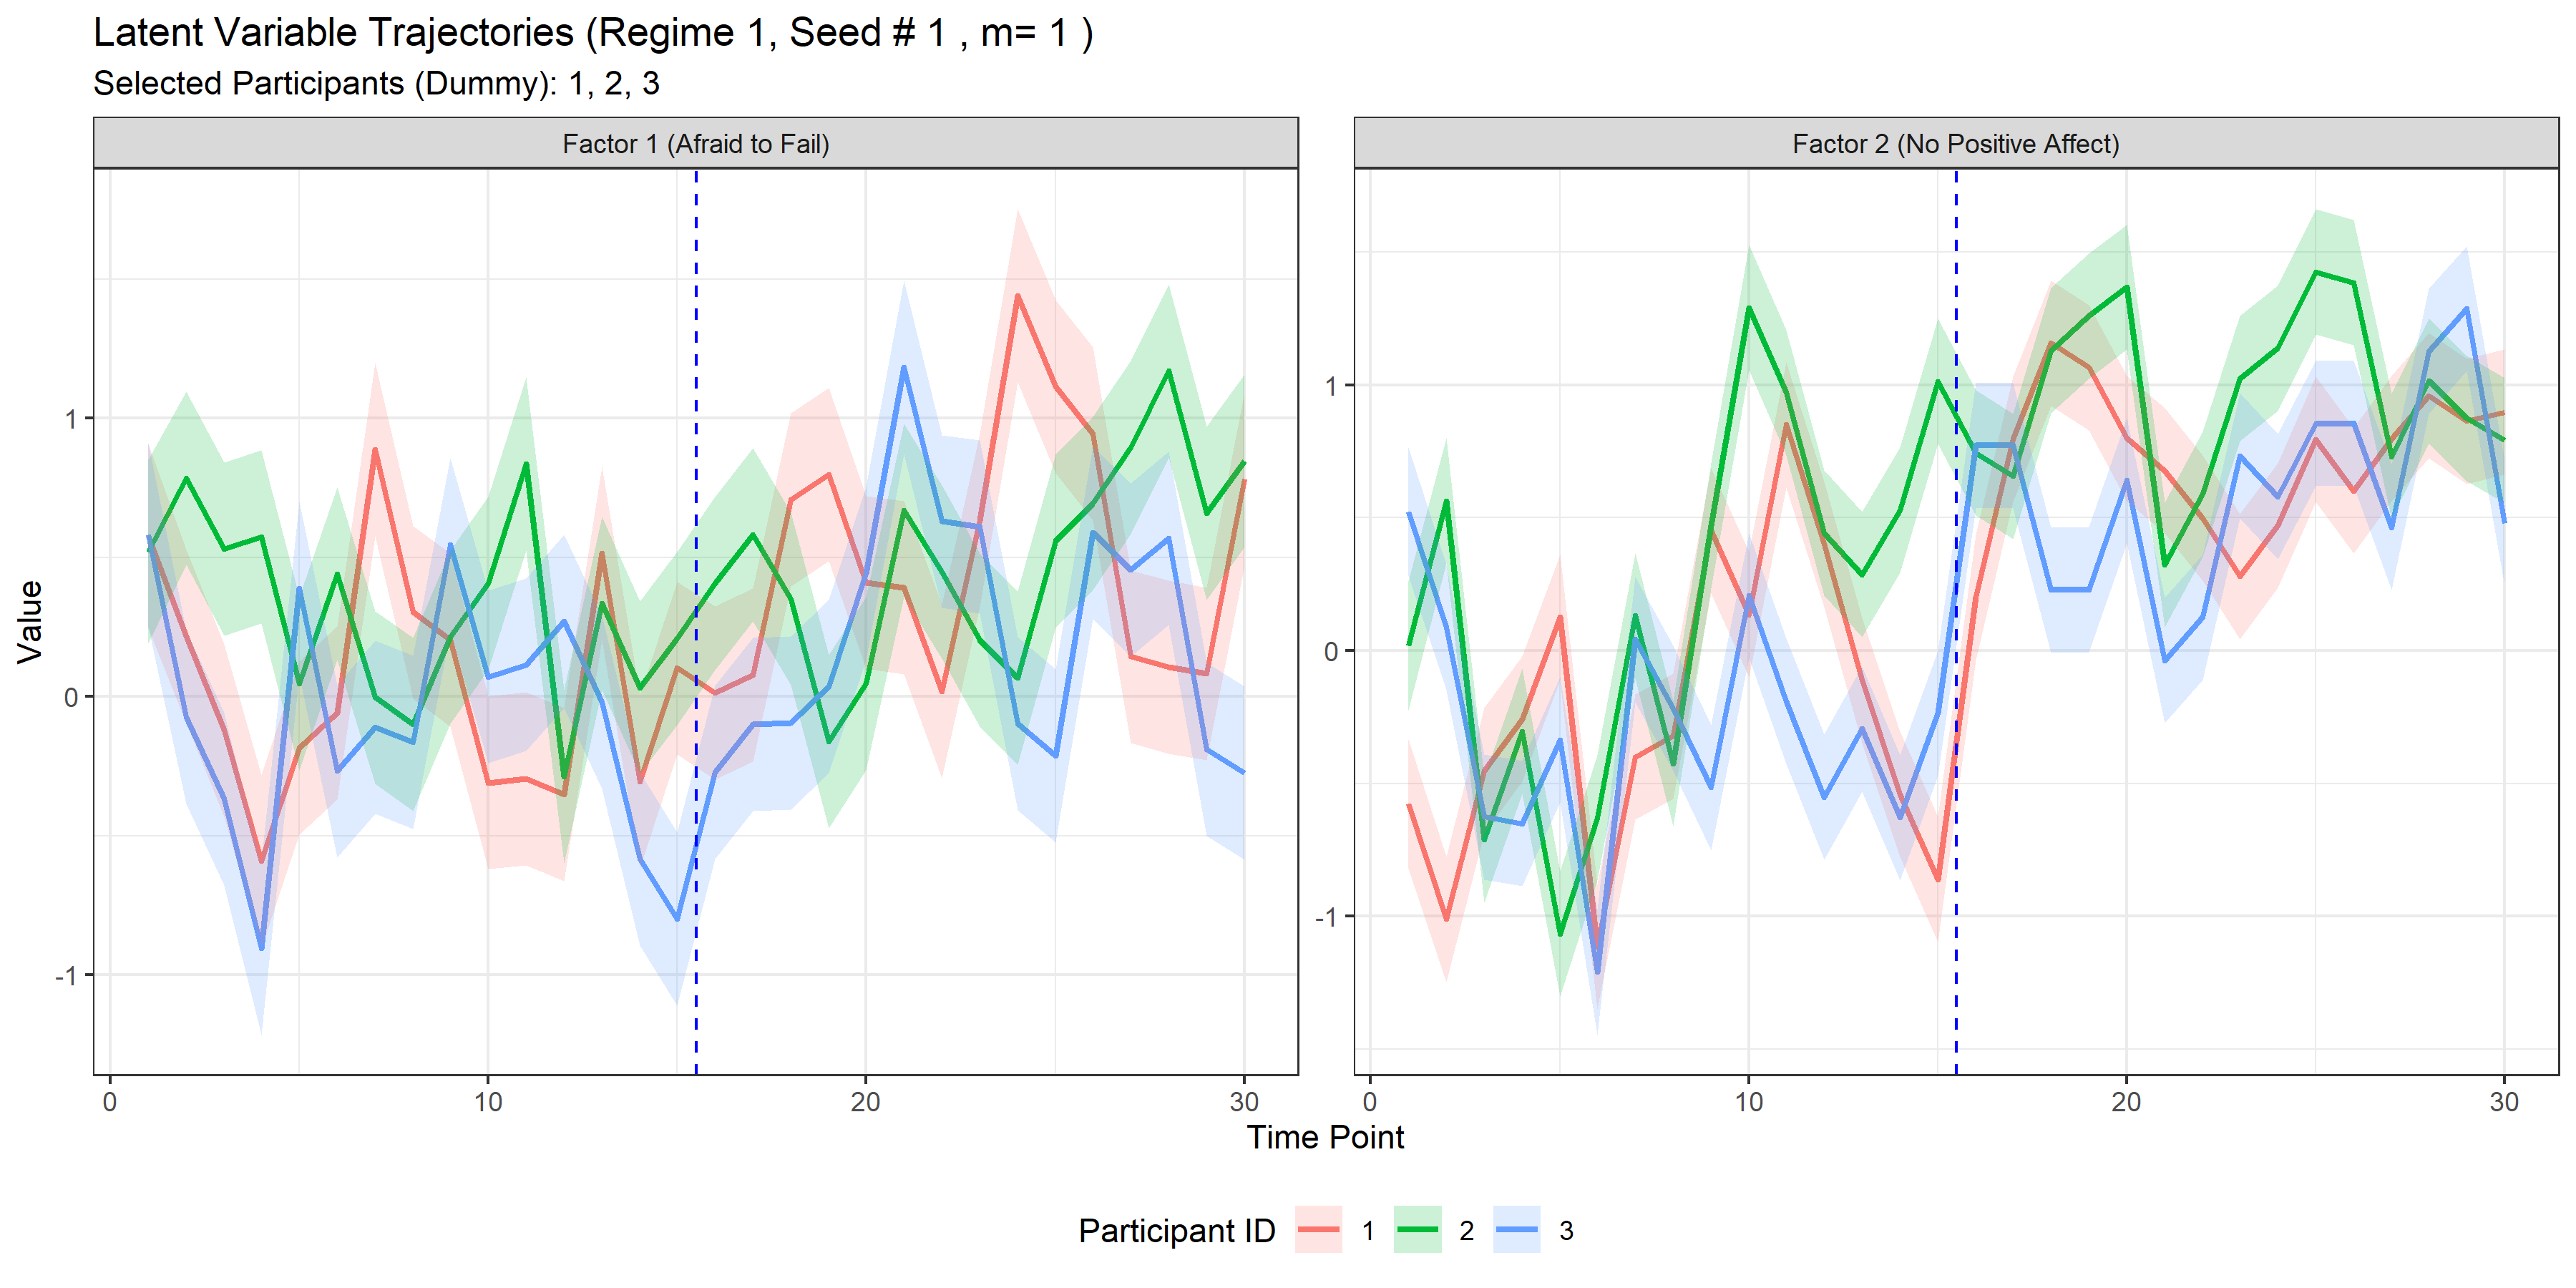 Latent Variable Trajectories (Regime 1, Seed # 1 , m= 1 )
Selected Participants (Dummy): 1, 2, 3
Factor 1 (Afraid to Fail)
Factor 2 (No Positive Affect)
Value
1
0
-1
1
0
-1
0
10
20
30
0
10
20
30
Time Point
Participant ID 1 2 3